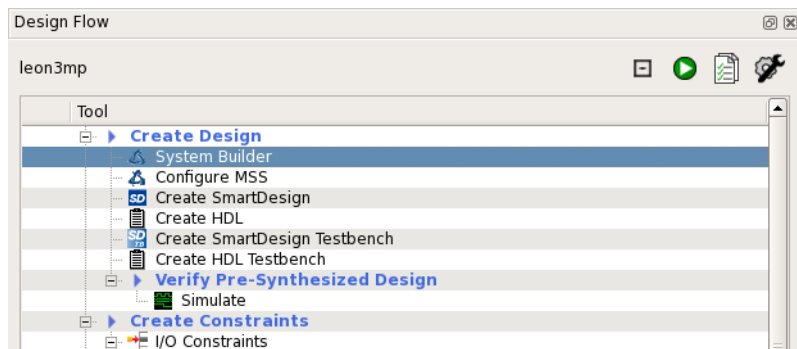 Design Flow
leon3mp
Tool
Create Design
System Builder
Configure MSS
SD Create SmartDesign
Create HDL
SD TB Create SmartDesign Testbench
Create HDL Testbench
Verify Pre-Synthesized Design
Simulate
Create Constraints
I/O Constraints